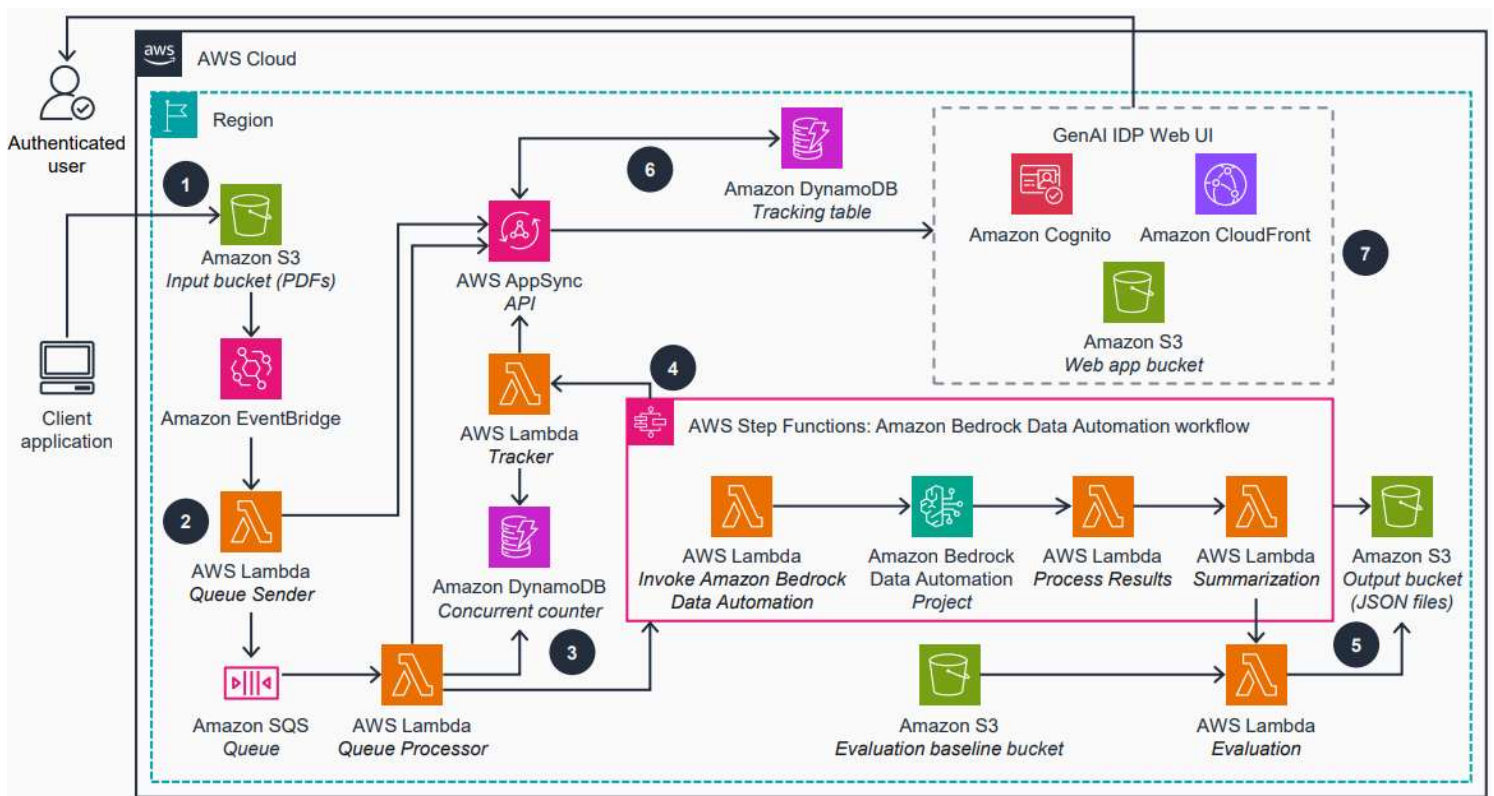 aws
AWS Cloud
Authenticated
user
Region
1
Amazon S3
Input bucket (PDFs)
6
Amazon DynamoDB
Tracking table
GenAI IDP Web UI
Amazon Cognito
Amazon CloudFront
Amazon S3
Web app bucket
7
AWS AppSync
API
Client
application
Amazon EventBridge
AWS Lambda
Tracker
4
AWS Step Functions: Amazon Bedrock Data Automation workflow
2
AWS Lambda
Queue Sender
Amazon DynamoDB
Concurrent counter
3
AWS Lambda
Invoke Amazon Bedrock
Data Automation
Amazon Bedrock
Data Automation
Project
AWS Lambda
Process Results
AWS Lambda
Summarization
Amazon S3
Output bucket
(JSON files)
5
Amazon SQS
Queue
AWS Lambda
Queue Processor
Amazon S3
Evaluation baseline bucket
AWS Lambda
Evaluation